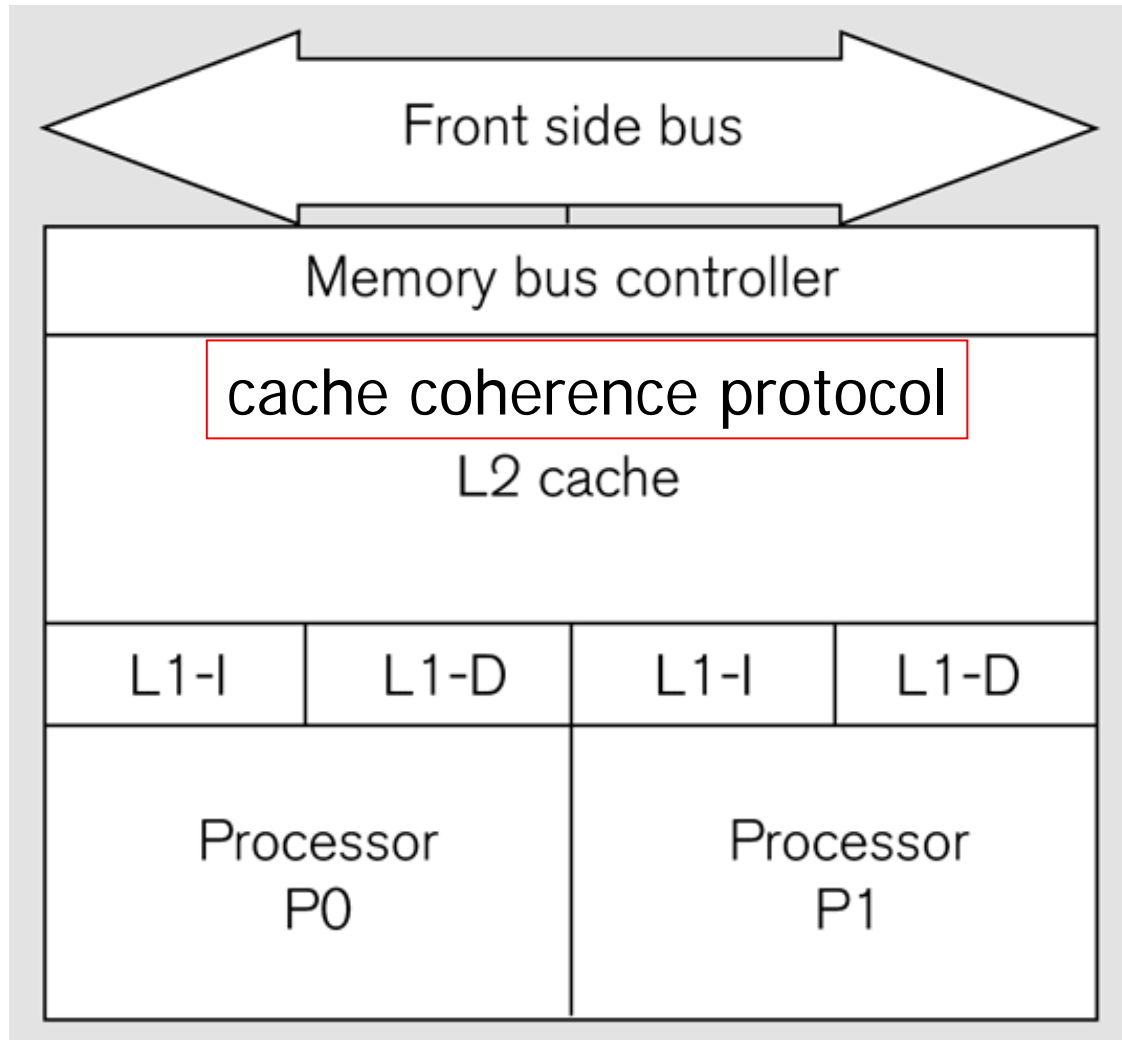 Front side bus
Memory bus controller
cache coherence protocol
L2 cache
L1-I
L1-D
L1-I
L1-D
Processor
P0
Processor
P1